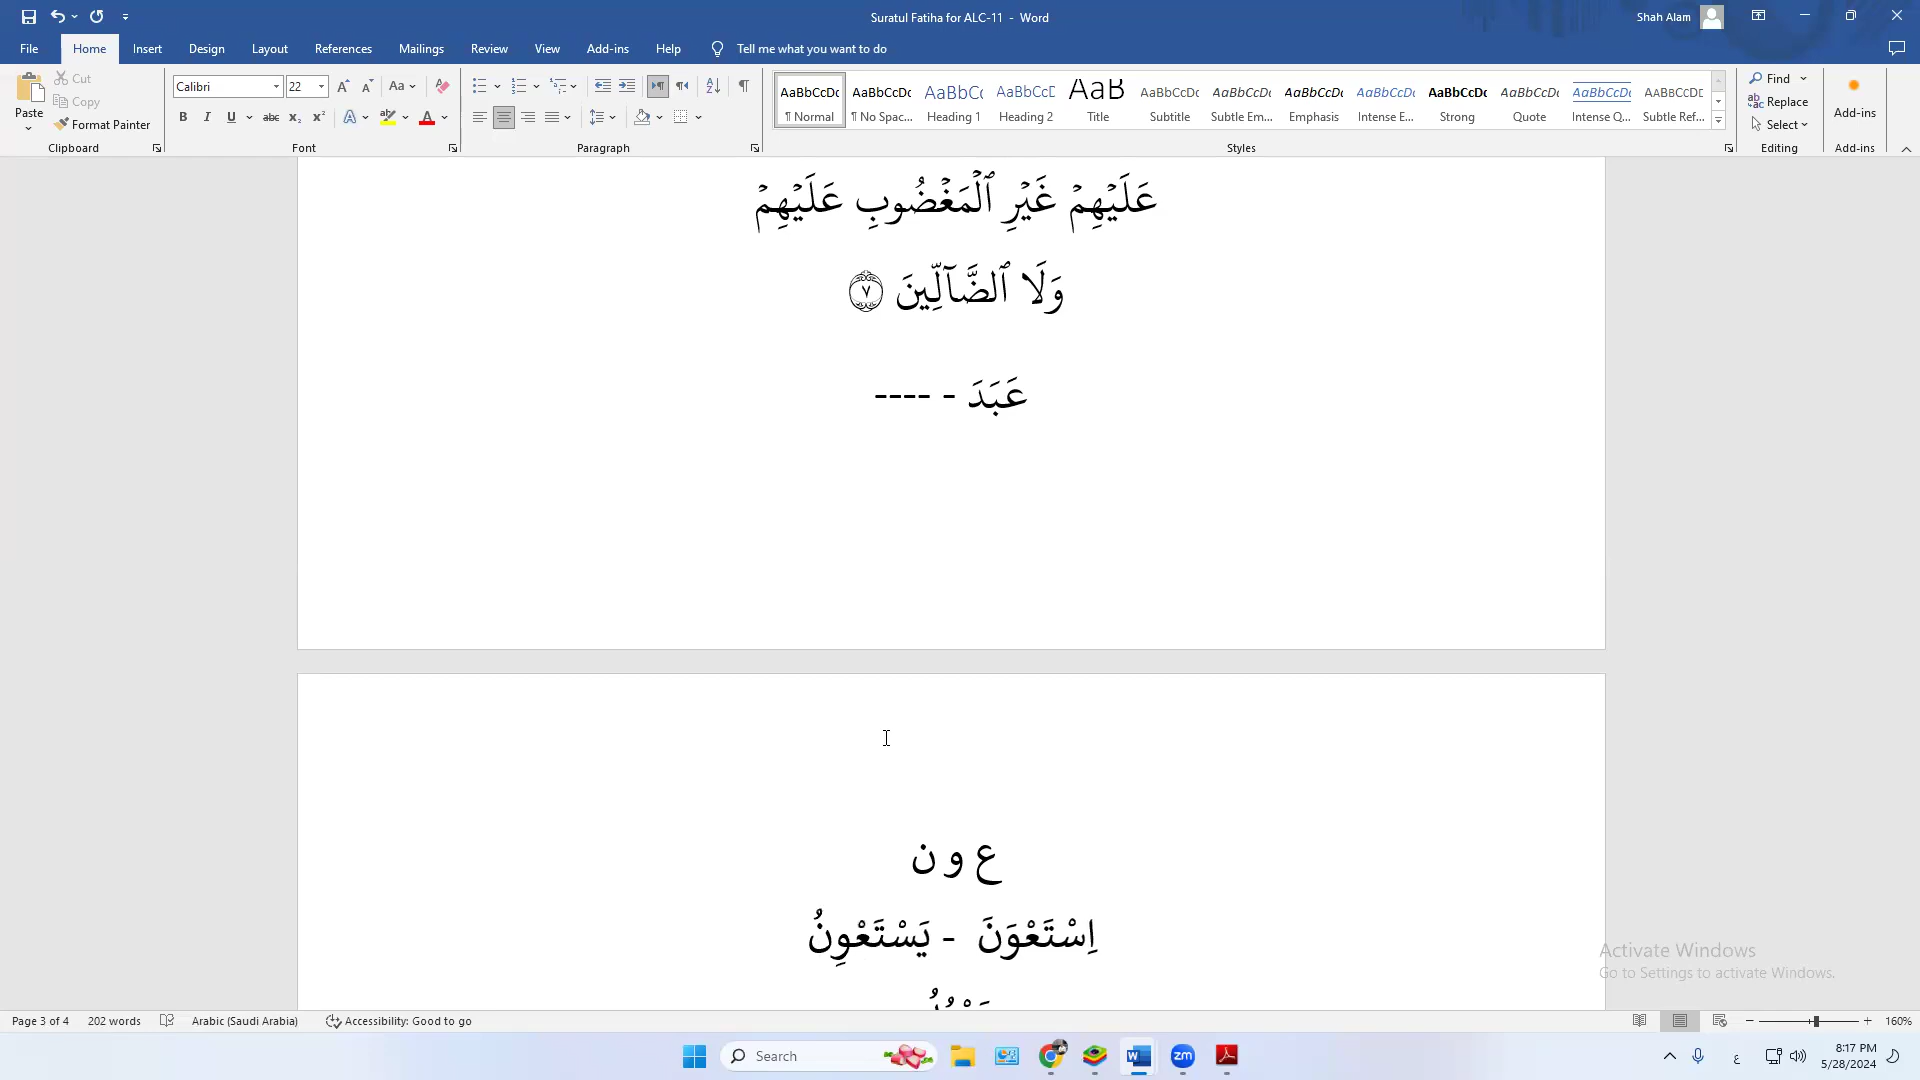 Suratul Fatiha for ALC-11 - Word
Shah Alam
File Home Insert Design Layout References Mailings Review View Add-ins Help Tell me what you want to do
Paste
Cut
Copy
Format Painter
Calibri 22
Find
Replace
Select
Add-ins
AaBbCcDc AaBbCcDc AaBbCc AaBbCcD AaB AaBbCcDc AaBbCcDc AaBbCcDc AaBbCcDc AaBbCcDc AaBbCcDc AaBbCcDc AABBCCDE
¶ Normal ¶ No Spac... Heading 1 Heading 2 Title Subtitle Subtle Em... Emphasis Intense E... Strong Quote Intense Q... Subtle Ref...
Clipboard Font Paragraph Styles Editing Add-ins
عَلَيۡهِمۡ غَيۡرِ ٱلۡمَغۡضُوبِ عَلَيۡهِمۡ
وَلَا ٱلضَّآلِّينَ ٧
عَبَدَ - ----
ع و ن
اِسْتَعْوَنَ - يَسْتَعْوِنُ
Activate Windows
Go to Settings to activate Windows.
Page 3 of 4 202 words Arabic (Saudi Arabia) Accessibility: Good to go 160%
Search
8:17 PM
5/28/2024